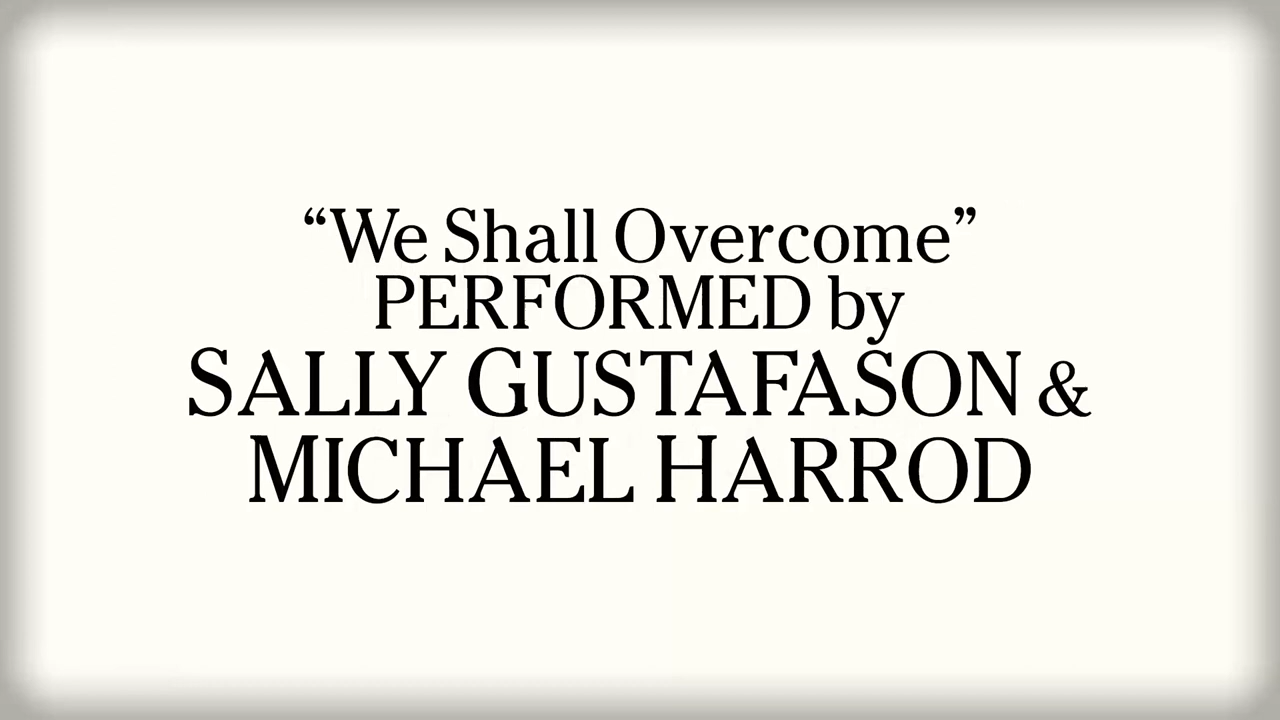 “We Shall Overcome”
PERFORMED by
SALLY GUSTAFASON &
MICHAEL HARROD